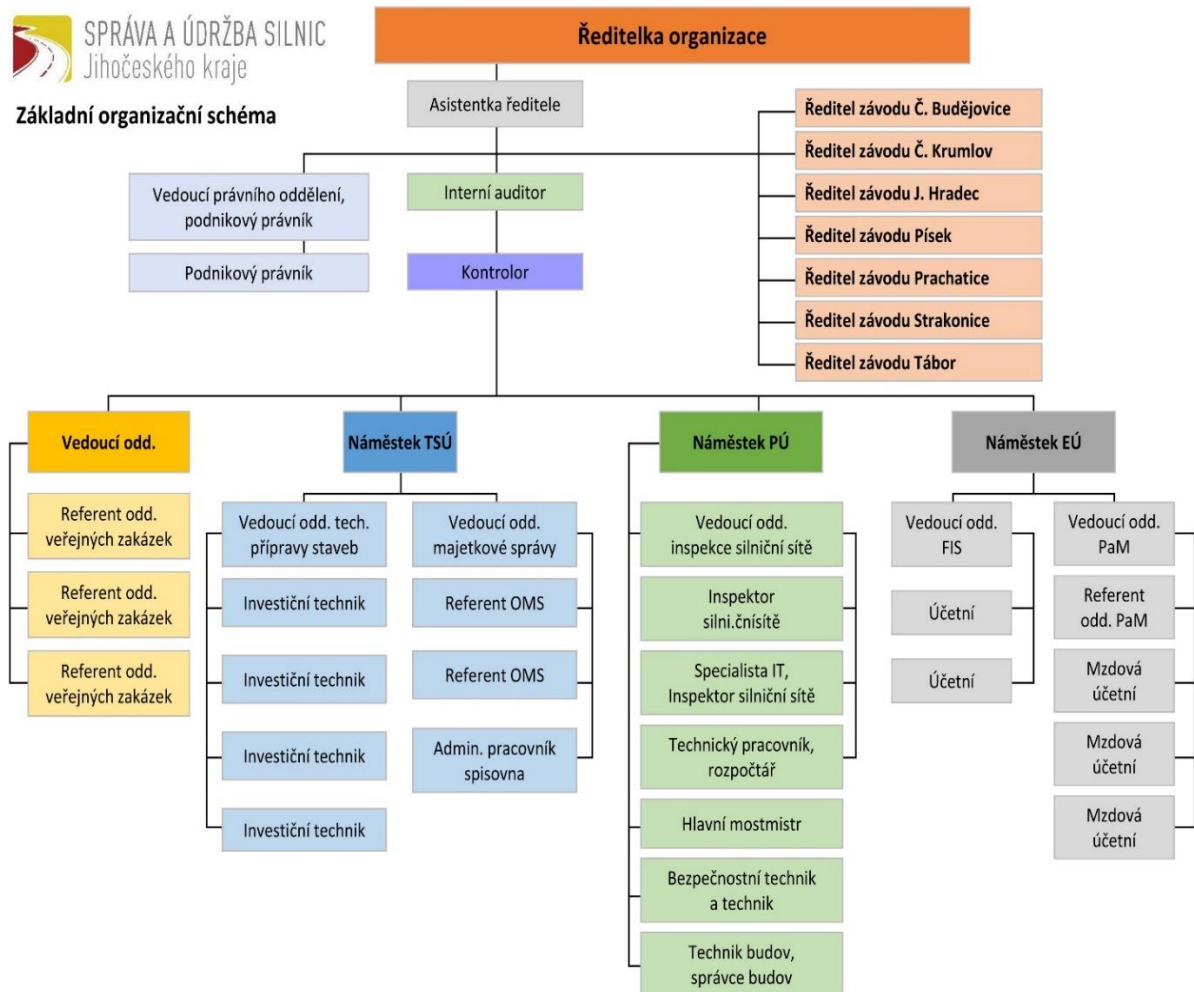 SPRÁVA A ÚDRŽBA SILNIC
Jihočeského kraje
Základní organizační schéma
Ředitelka organizace
Asistentka ředitele
Ředitel závodu Č. Budějovice
Ředitel závodu Č. Krumlov
Ředitel závodu J. Hradec
Ředitel závodu Písek
Ředitel závodu Prachatice
Ředitel závodu Strakonice
Ředitel závodu Tábor
Vedoucí právního oddělení,
podnikový právník
Podnikový právník
Interní auditor
Kontrolor
Vedoucí odd.
Referent odd.
veřejných zakázek
Referent odd.
veřejných zakázek
Referent odd.
veřejných zakázek
Náměstek TSÚ
Vedoucí odd. tech.
přípravy staveb
Investiční technik
Investiční technik
Investiční technik
Investiční technik
Vedoucí odd.
majetkové správy
Referent OMS
Referent OMS
Admin. pracovník
spisovna
Náměstek PÚ
Vedoucí odd.
inspekce silniční sítě
Inspektor
silni.čnísítě
Specialista IT,
Inspektor silniční sítě
Technický pracovník,
rozpočtář
Hlavní mostmistr
Bezpečnostní technik
a technik
Technik budov,
správce budov
Náměstek EÚ
Vedoucí odd.
FIS
Účetní
Účetní
Vedoucí odd.
PaM
Referent
odd. PaM
Mzdová
účetní
Mzdová
účetní
Mzdová
účetní